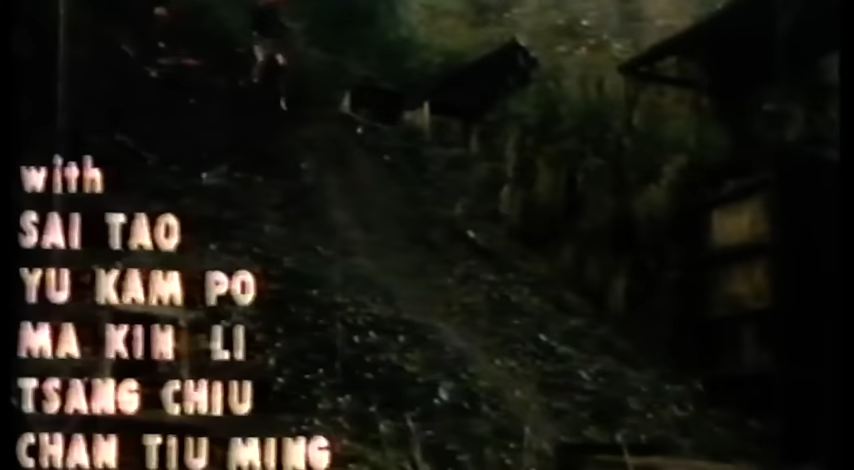 with
SAI TAO
YU KAM PO
MA KIN LI
TSANG CHIU
CHAN TIU MING